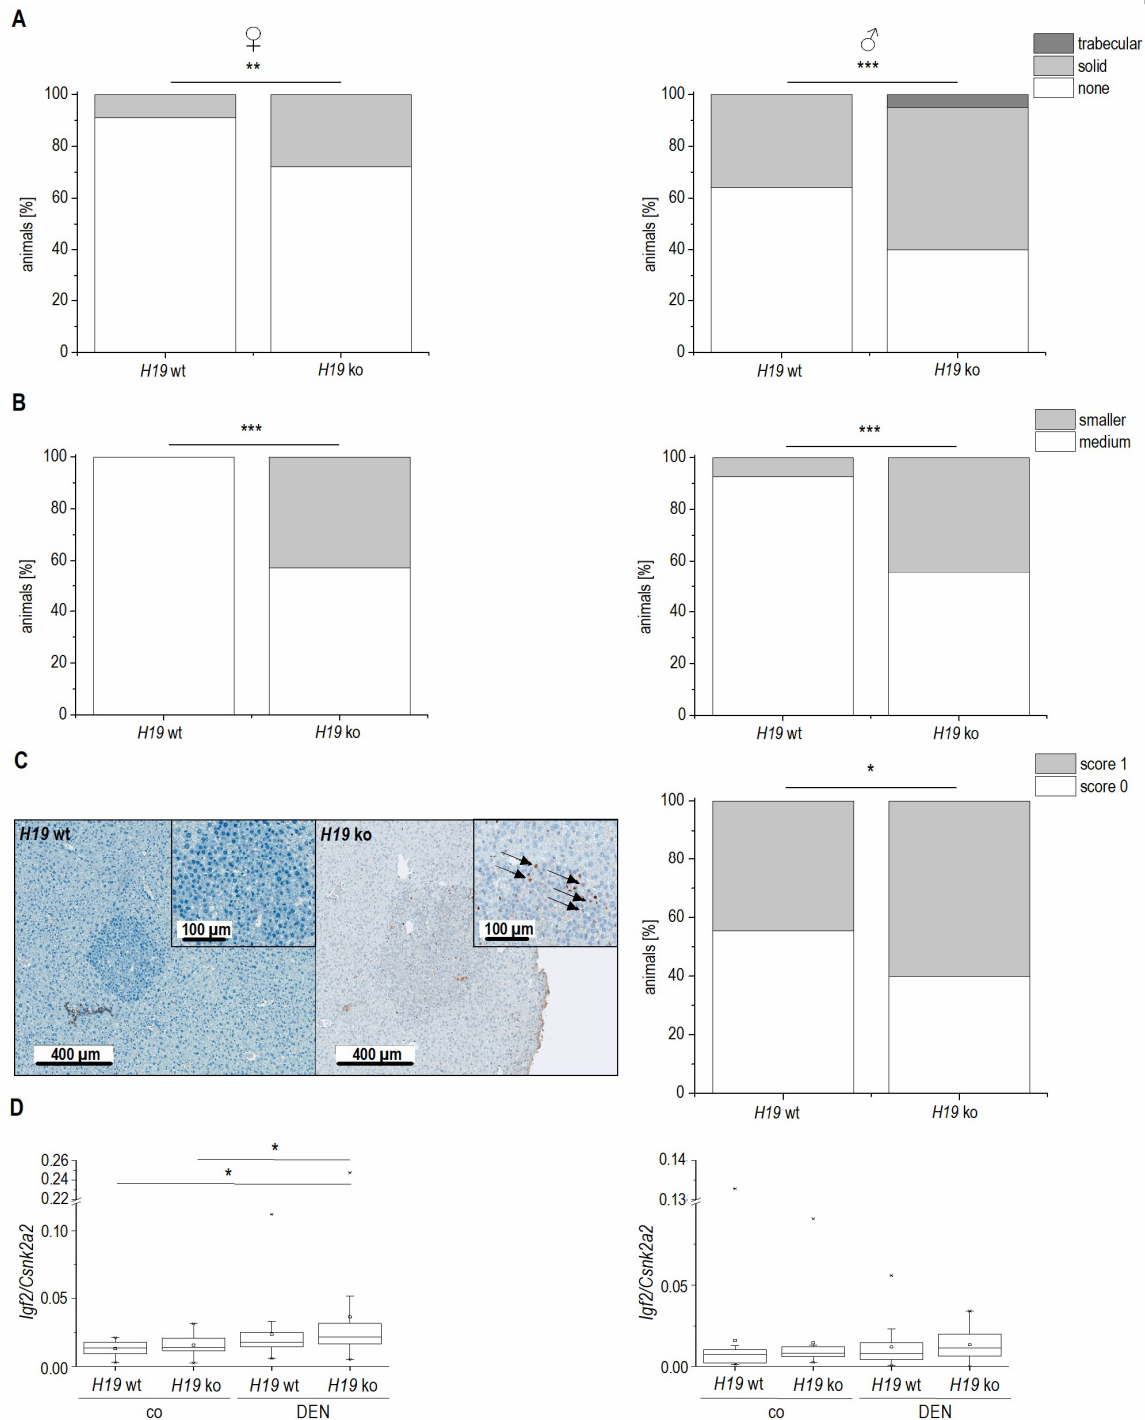 A
♀
♂
**
***
trabecular
solid
none
100
80
60
40
20
0
animals [%]
H19 wt
H19 ko
100
80
60
40
20
0
animals [%]
H19 wt
H19 ko
B
***
***
smaller
medium
100
80
60
40
20
0
animals [%]
H19 wt
H19 ko
100
80
60
40
20
0
animals [%]
H19 wt
H19 ko
C
H19 wt
100 µm
400 µm
H19 ko
100 µm
400 µm
*
score 1
score 0
100
80
60
40
20
0
animals [%]
H19 wt
H19 ko
D
*
*
0.26
0.24
0.22
0.10
0.05
0.00
Igf2/Csnk2a2
H19 wt
H19 ko
H19 wt
H19 ko
co
DEN
0.14
0.13
0.05
0.00
Igf2/Csnk2a2
H19 wt
H19 ko
H19 wt
H19 ko
co
DEN